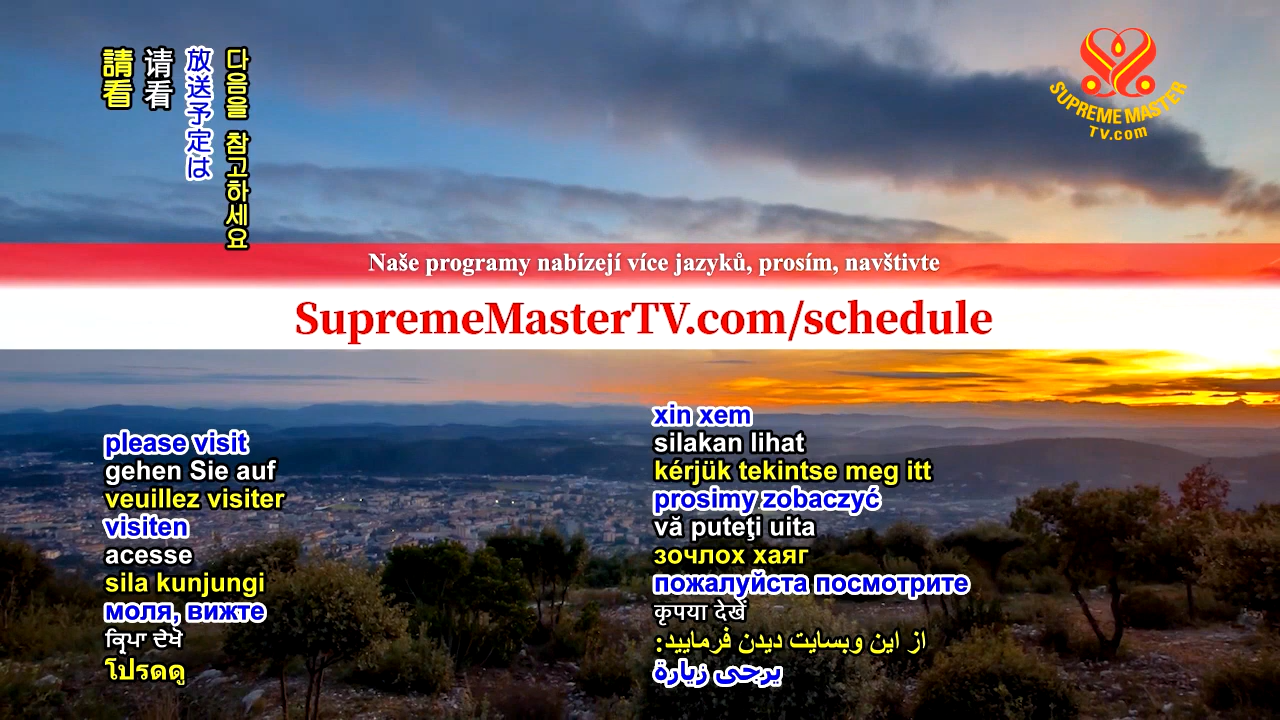 請看
请看
放送予定は
다음을 참고하세요
SUPREME MASTER
TV.com
Naše programy nabízejí více jazyků, prosím, navštivte
SupremeMasterTV.com/schedule
please visit
gehen Sie auf
veuillez visiter
visiten
acesse
sila kunjungi
моля, вижте
ਕ੍ਰਿਪਾ ਦੇਖੋ
โปรดดู
xin xem
silakan lihat
kérjük tekintse meg itt
prosimy zobaczyć
vă puteţi uita
зочлох хаяг
пожалуйста посмотрите
कृपया देखें
از این وبسایت دیدن فرمایید:
يرجى زيارة